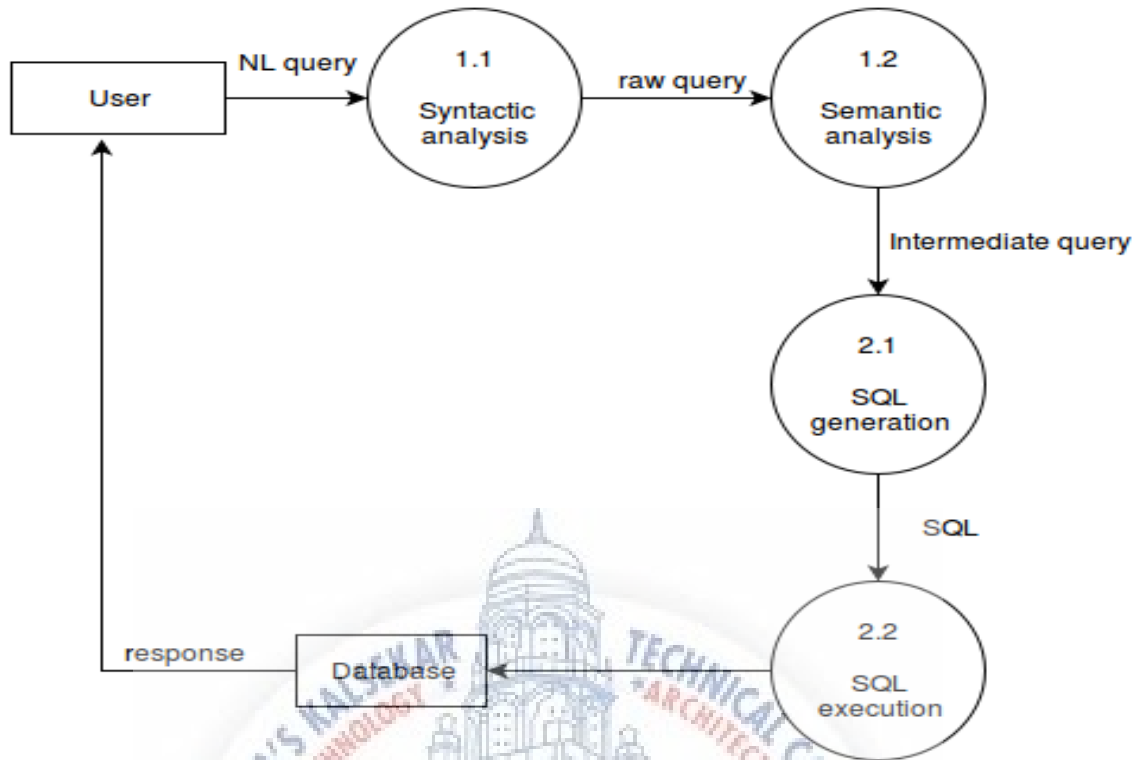 User
NL query
1.1
Syntactic
analysis
raw query
1.2
Semantic
analysis
Intermediate query
2.1
SQL
generation
SQL
2.2
SQL
execution
Database
response
KALSEKAR
TECHNICAL